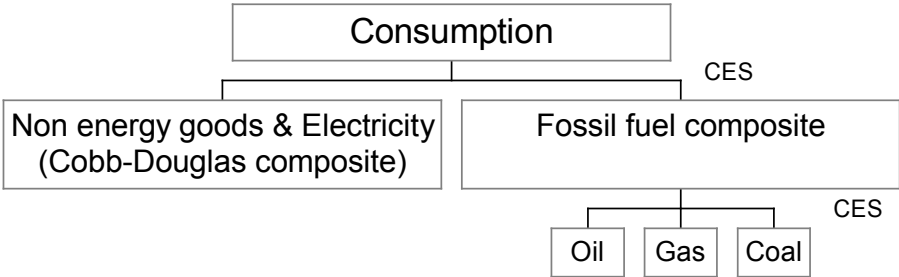 Consumption
CES
Non energy goods & Electricity
(Cobb-Douglas composite)
Fossil fuel composite
CES
Oil
Gas
Coal